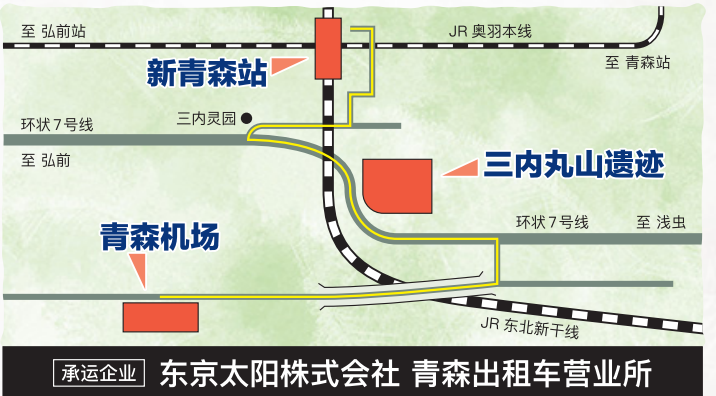 至 弘前站
JR 奥羽本线
至 青森站
新青森站
三内灵园
环状7号线
至 弘前
三内丸山遗迹
环状7号线
至 浅虫
青森机场
JR 东北新干线
承运企业 东京太阳株式会社 青森出租车营业所